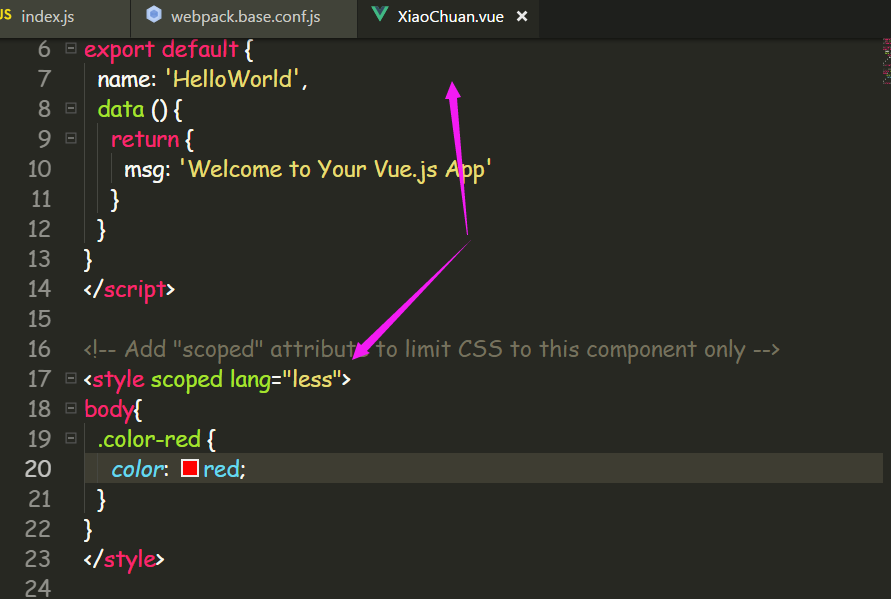 JS index.js webpack.base.conf.js XiaoChuan.vue ×
6 export default {
7 name: 'HelloWorld',
8 data () {
9 return {
10 msg: 'Welcome to Your Vue.js App'
11 }
12 }
13 }
14 </script>
15
16 <!-- Add "scoped" attribute to limit CSS to this component only -->
17 <style scoped lang="less">
18 body{
19 .color-red {
20 color: red;
21 }
22 }
23 </style>
24